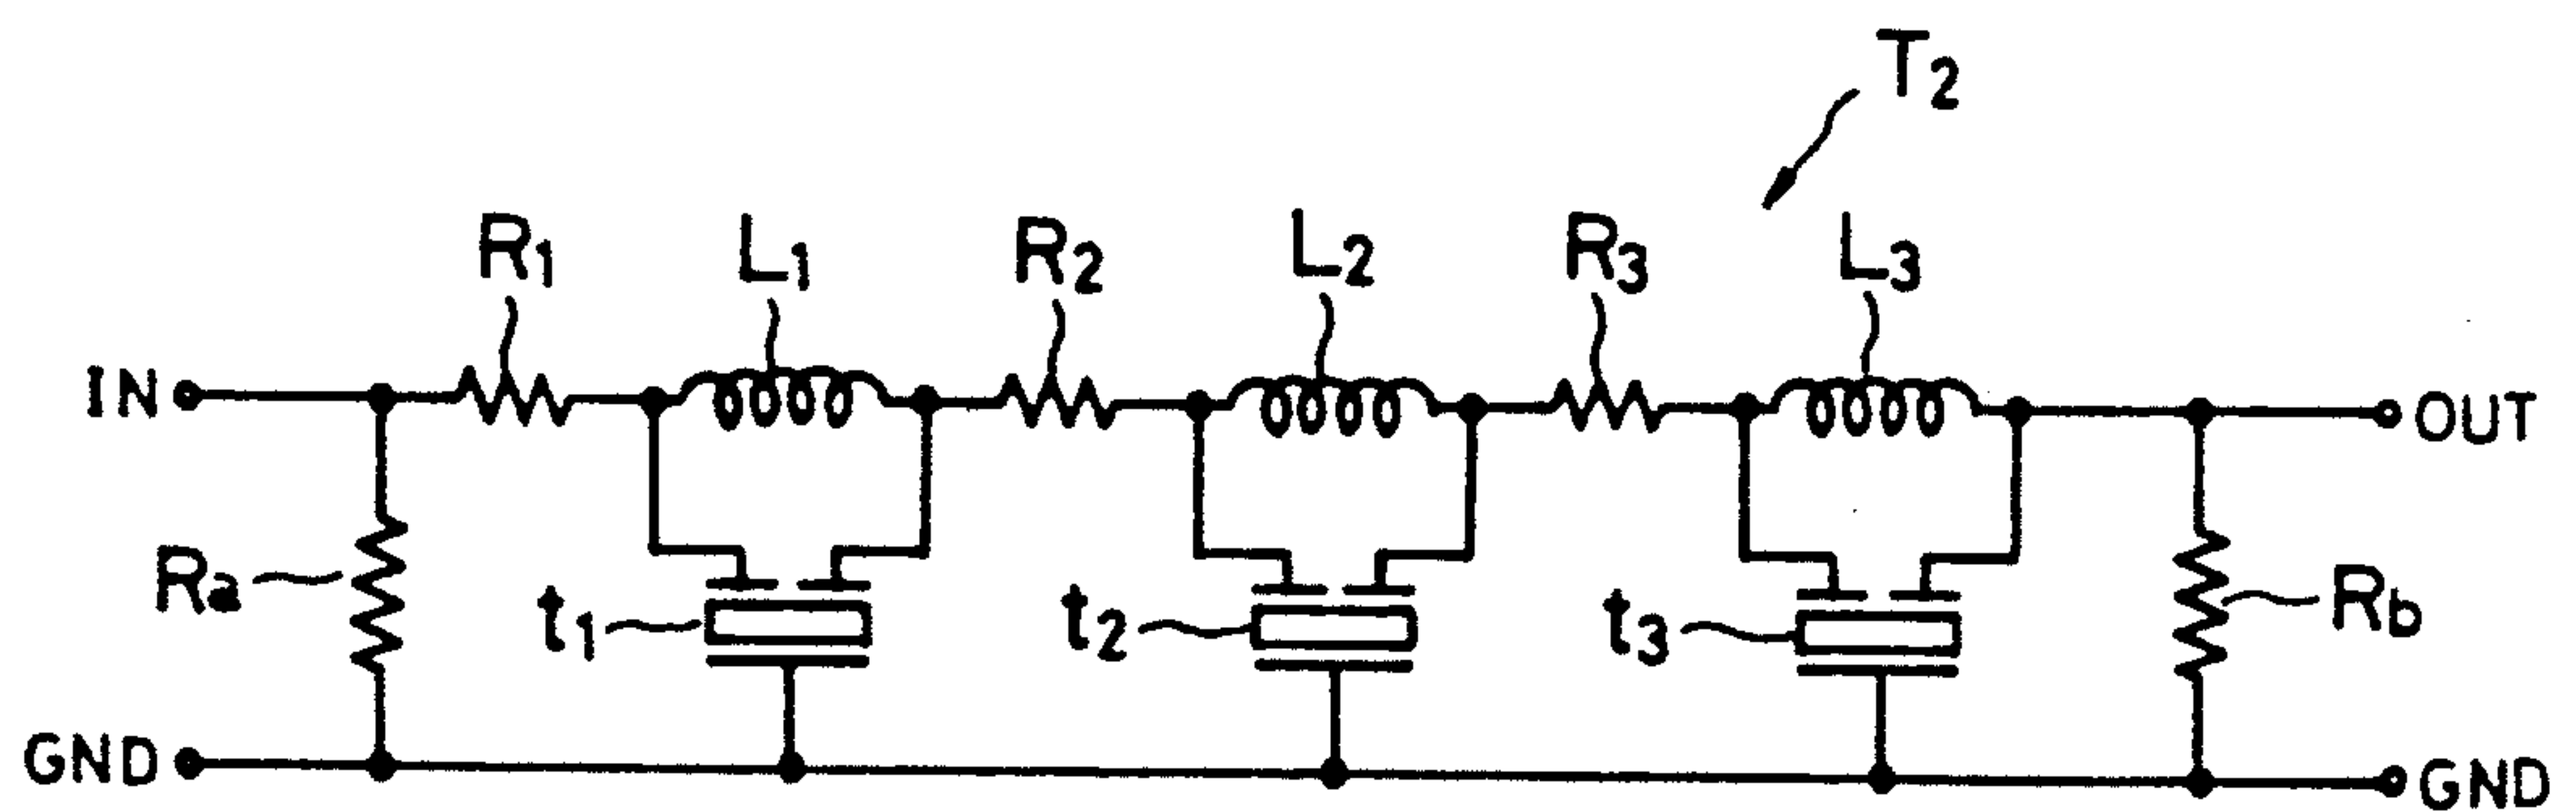 T2
R1 L1 R2 L2 R3 L3
IN OUT
Ra t1 t2 t3 Rb
GND GND